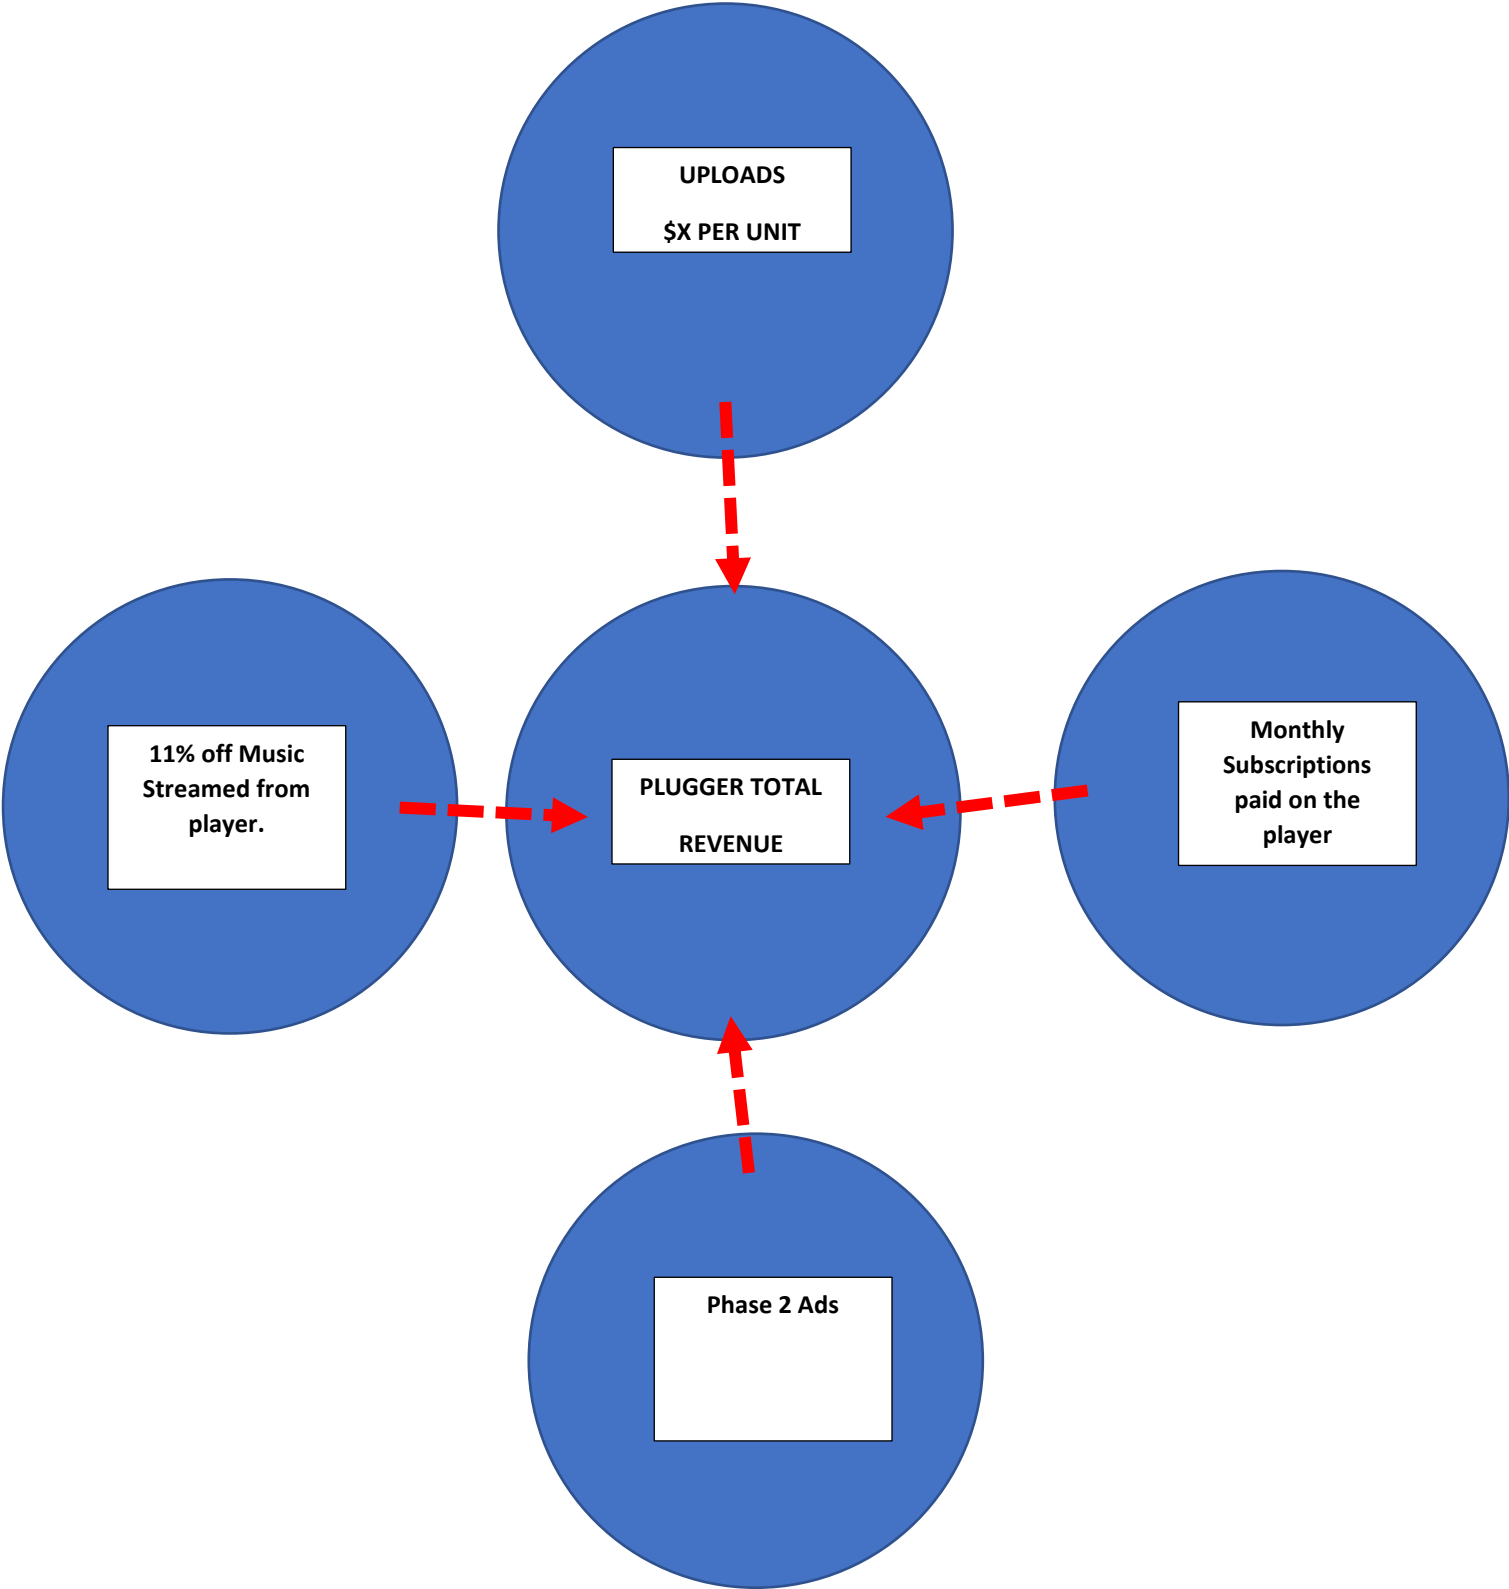 UPLOADS
$X PER UNIT
11% off Music
Streamed from
player.
PLUGGER TOTAL
REVENUE
Monthly
Subscriptions
paid on the
player
Phase 2 Ads